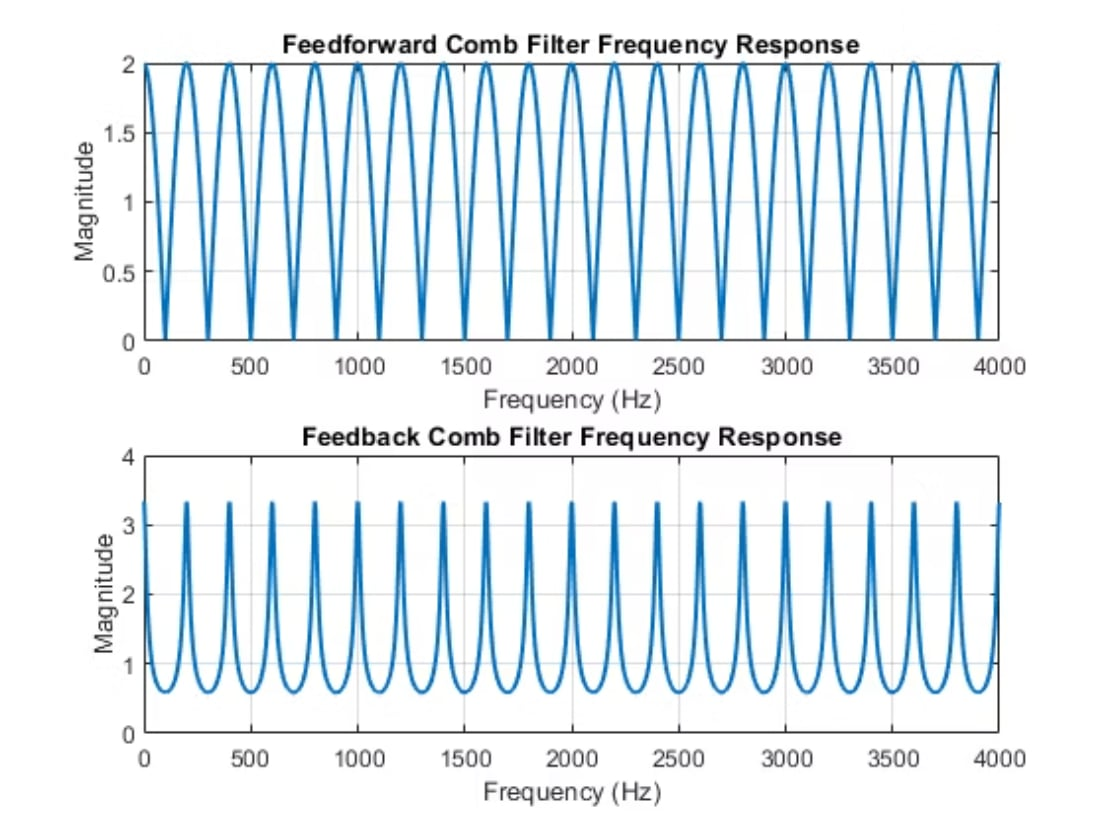 Feedforward Comb Filter Frequency Response
2
1.5
1
0.5
0
Magnitude
0 500 1000 1500 2000 2500 3000 3500 4000
Frequency (Hz)
Feedback Comb Filter Frequency Response
4
3
2
1
0
Magnitude
0 500 1000 1500 2000 2500 3000 3500 4000
Frequency (Hz)